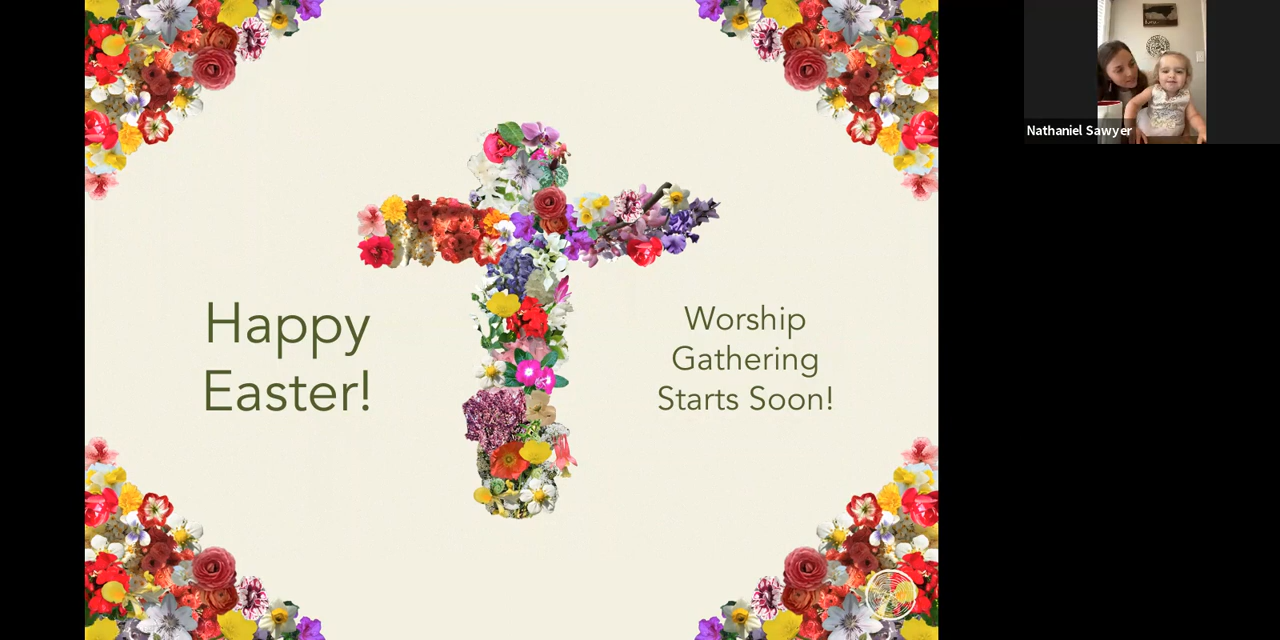 Happy
Easter!
Worship
Gathering
Starts Soon!
Nathaniel Sawyer